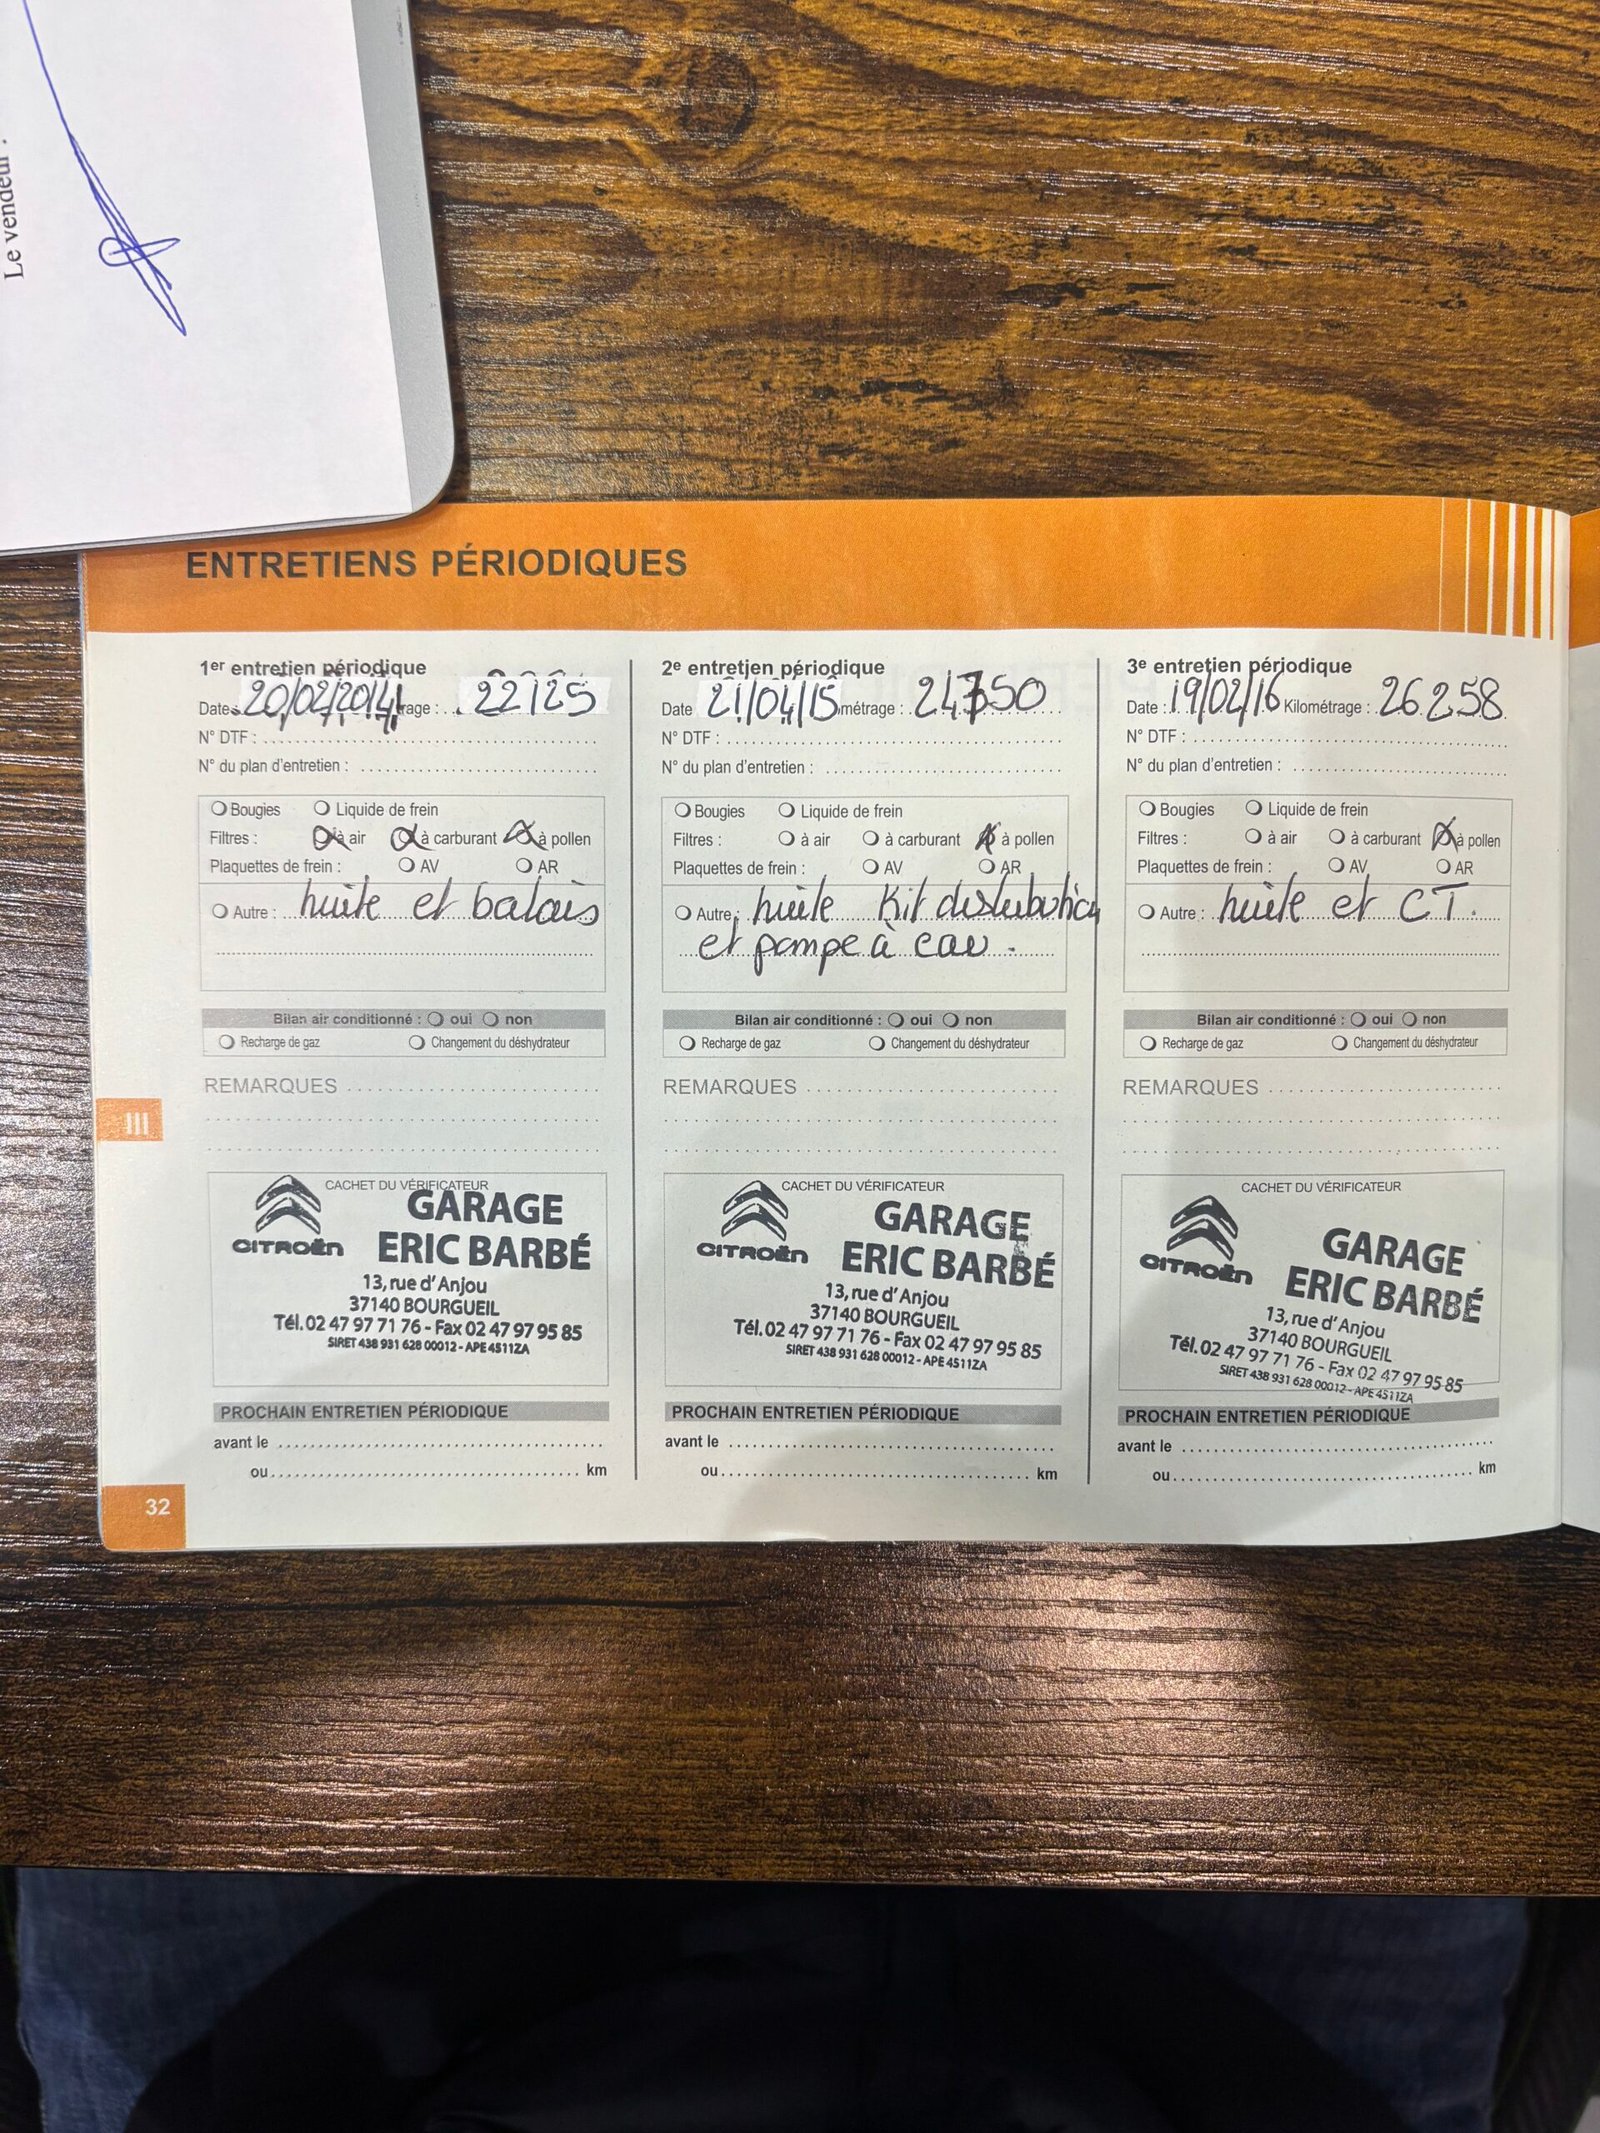 Le vendeur :
ENTRETIENS PÉRIODIQUES
1er entretien périodique
Date 20/02/2014 trage : 22125
N° DTF :
N° du plan d'entretien :
Bougies Liquide de frein
Filtres : à air à carburant à pollen
Plaquettes de frein : AV AR
Autre : huile et balais
Bilan air conditionné : oui non
Recharge de gaz Changement du déshydrateur
REMARQUES
CACHET DU VÉRIFICATEUR
GARAGE
CITROËN ERIC BARBÉ
13, rue d'Anjou
37140 BOURGUEIL
Tél. 02 47 97 71 76 - Fax 02 47 97 95 85
SIRET 438 931 628 00012 - APE 4511ZA
PROCHAIN ENTRETIEN PÉRIODIQUE
avant le
ou km
2e entretien périodique
Date 21/04/15 métrage : 24750
N° DTF :
N° du plan d'entretien :
Bougies Liquide de frein
Filtres : à air à carburant à pollen
Plaquettes de frein : AV AR
Autre : huile Kit distribution
et pompe à eau.
Bilan air conditionné : oui non
Recharge de gaz Changement du déshydrateur
REMARQUES
CACHET DU VÉRIFICATEUR
GARAGE
CITROËN ERIC BARBÉ
13, rue d'Anjou
37140 BOURGUEIL
Tél. 02 47 97 71 76 - Fax 02 47 97 95 85
SIRET 438 931 628 00012 - APE 4511ZA
PROCHAIN ENTRETIEN PÉRIODIQUE
avant le
ou km
3e entretien périodique
Date : 19/02/16 Kilométrage : 26258
N° DTF :
N° du plan d'entretien :
Bougies Liquide de frein
Filtres : à air à carburant à pollen
Plaquettes de frein : AV AR
Autre : huile et CT.
Bilan air conditionné : oui non
Recharge de gaz Changement du déshydrateur
REMARQUES
CACHET DU VÉRIFICATEUR
GARAGE
CITROËN ERIC BARBÉ
13, rue d'Anjou
37140 BOURGUEIL
Tél. 02 47 97 71 76 - Fax 02 47 97 95 85
SIRET 438 931 628 00012 - APE 4511ZA
PROCHAIN ENTRETIEN PÉRIODIQUE
avant le
ou km
III
32